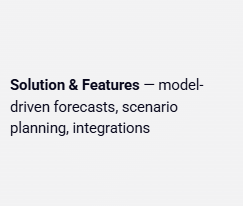 Solution & Features — model-
driven forecasts, scenario
planning, integrations